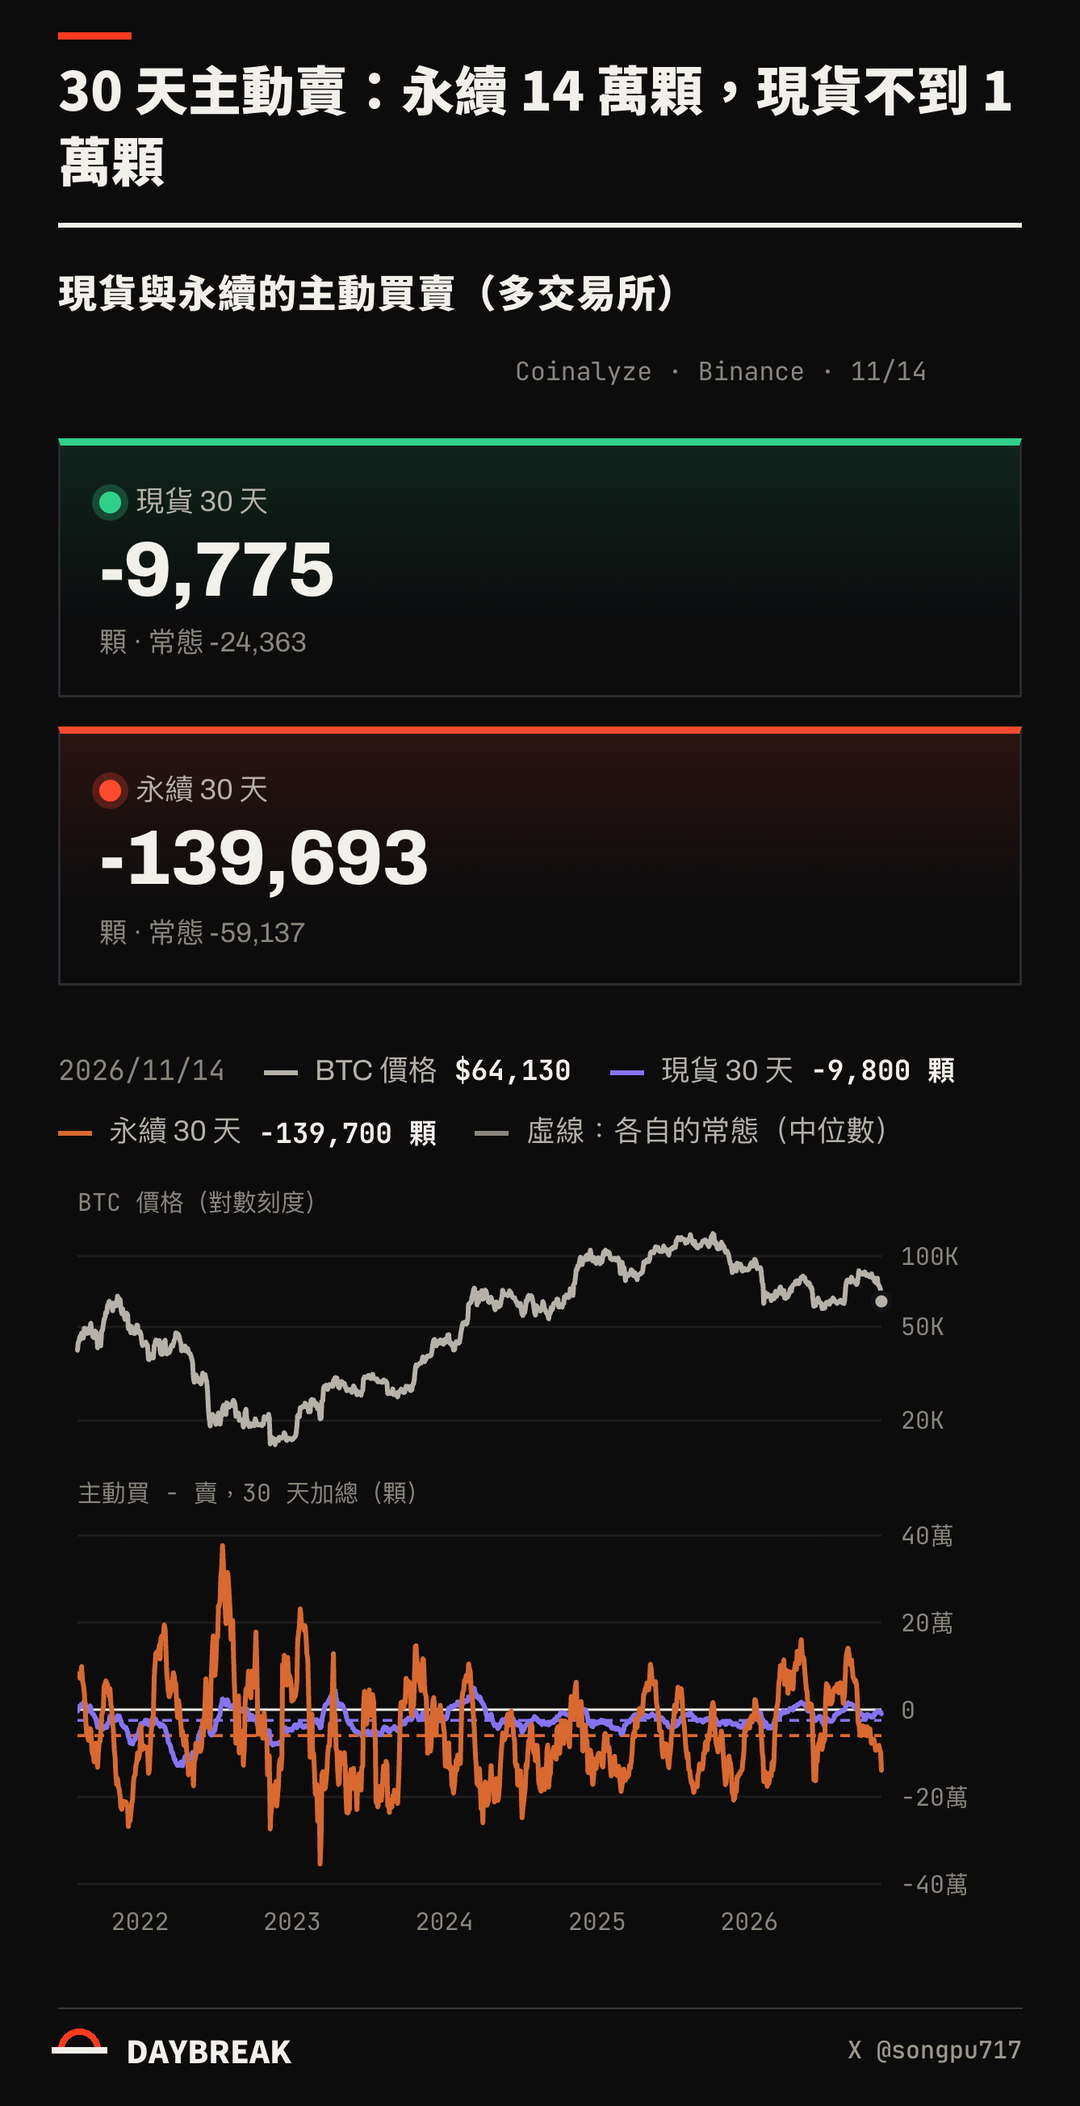 30 天主動賣：永續 14 萬顆，現貨不到 1
萬顆
現貨與永續的主動買賣（多交易所）
Coinalyze · Binance · 11/14
現貨 30 天
-9,775
顆 · 常態 -24,363
永續 30 天
-139,693
顆 · 常態 -59,137
2026/11/14 BTC 價格 $64,130 現貨 30 天 -9,800 顆
永續 30 天 -139,700 顆 虛線：各自的常態（中位數）
BTC 價格（對數刻度）
100K
50K
20K
主動買 - 賣，30 天加總（顆）
40萬
20萬
0
-20萬
-40萬
2022 2023 2024 2025 2026
DAYBREAK X @songpu717